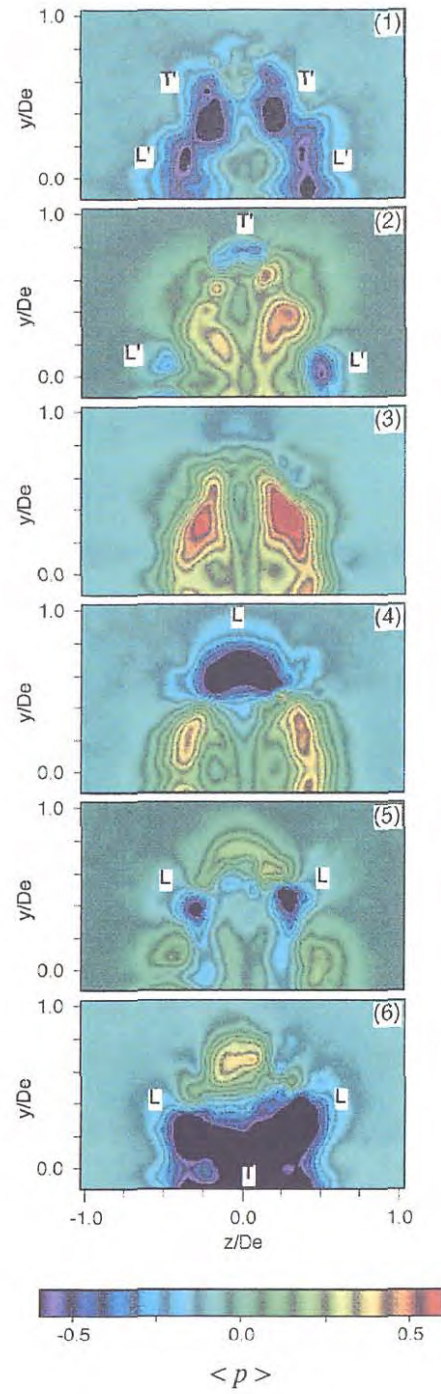 1.0
(1)
T' T'
y/De
L' L'
0.0
1.0
(2)
T'
y/De
L' L'
0.0
1.0
(3)
y/De
0.0
L
1.0
(4)
y/De
0.0
1.0
(5)
L L
y/De
0.0
1.0
(6)
y/De
L L
0.0
T
-1.0 0.0 1.0
z/De
-0.5 0.0 0.5
< p >